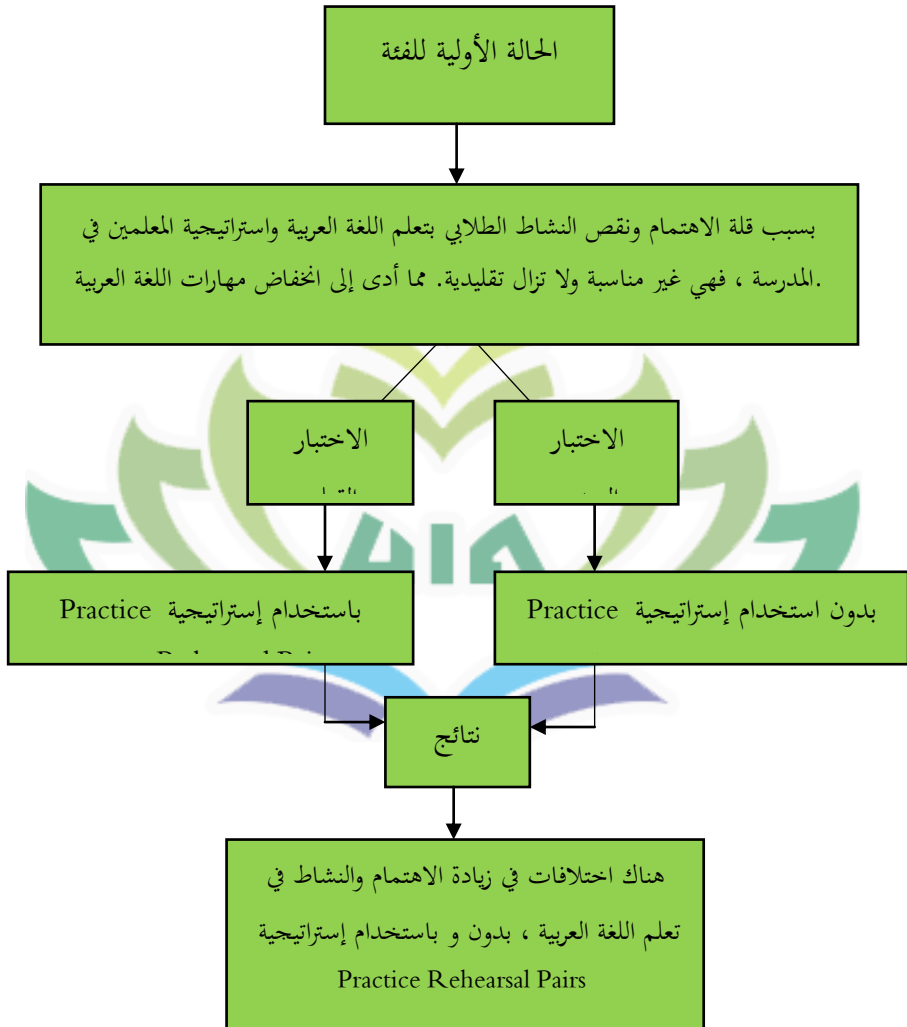 الحالة الأولية للفئة
بسبب قلة الاهتمام ونقص النشاط الطلابي بتعلم اللغة العربية واستراتيجية المعلمين في
المدرسة ، فهي غير مناسبة ولا تزال تقليدية. مما أدى إلى انخفاض مهارات اللغة العربية.
الاختبار
الاختبار
بدون استخدام إستراتيجية Practice
باستخدام إستراتيجية Practice
نتائج
هناك اختلافات في زيادة الاهتمام والنشاط في
تعلم اللغة العربية ، بدون و باستخدام إستراتيجية
Practice Rehearsal Pairs